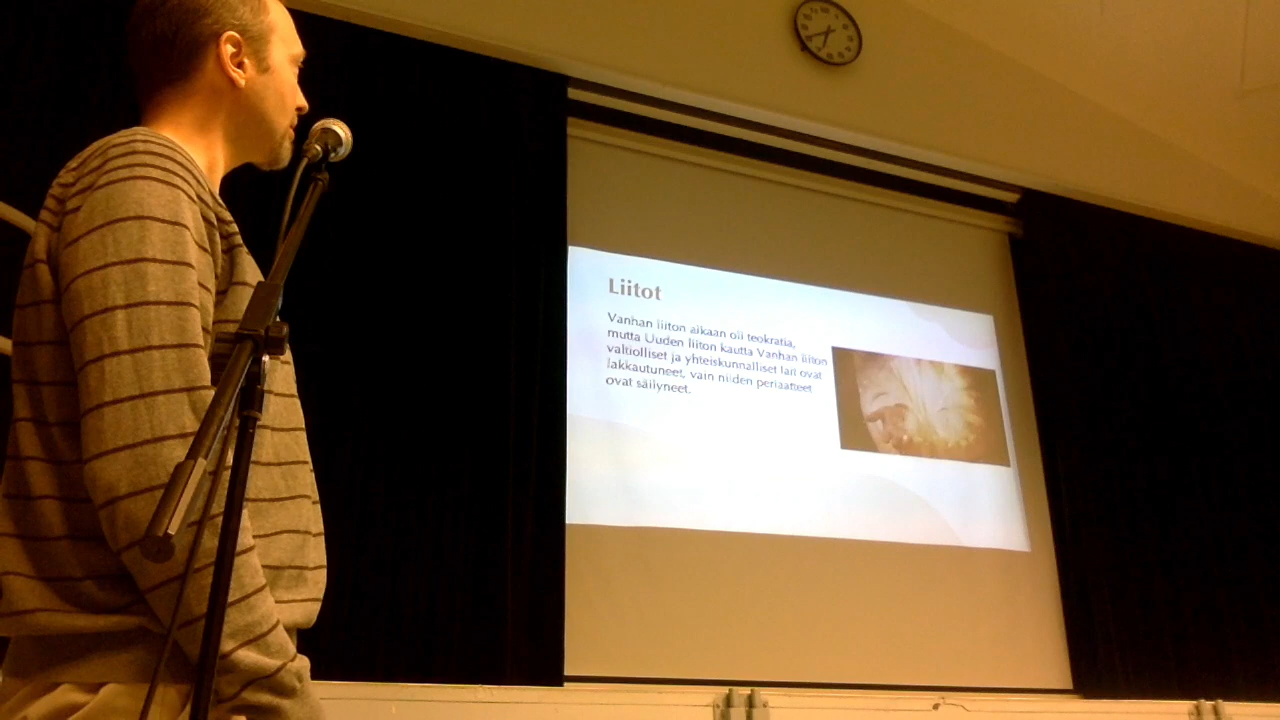 Liitot
Vanhan liiton aikaan oli teokratia,
mutta Uuden liiton kautta Vanhan liiton
valtiolliset ja yhteiskunnalliset lait ovat
lakkautuneet, vain niiden periaatteet
ovat säilyneet.